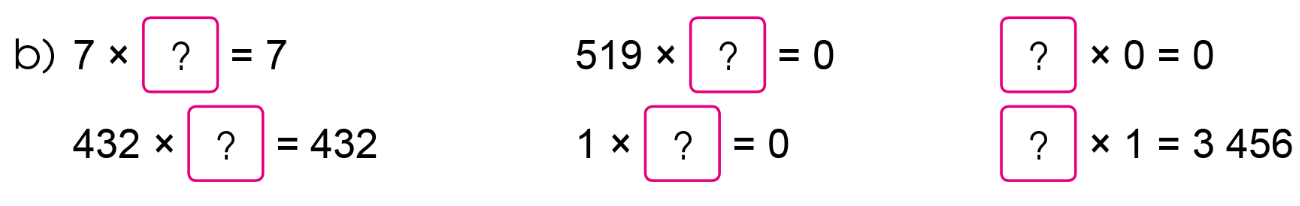 b) 7 × ? = 7 519 × ? = 0 ? × 0 = 0
432 × ? = 432 1 × ? = 0 ? × 1 = 3 456